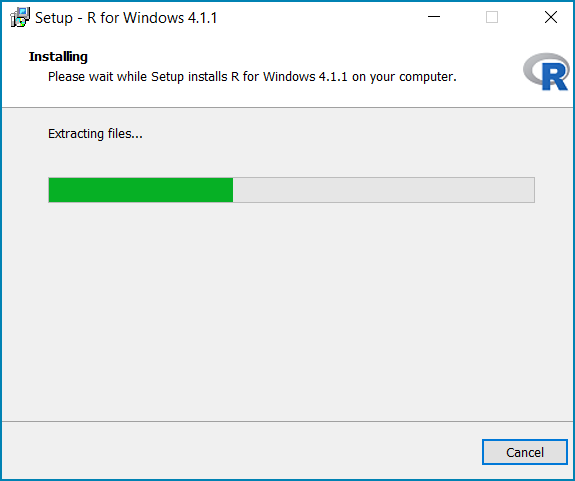 Setup - R for Windows 4.1.1
Installing
Please wait while Setup installs R for Windows 4.1.1 on your computer.
R
Extracting files...
Cancel